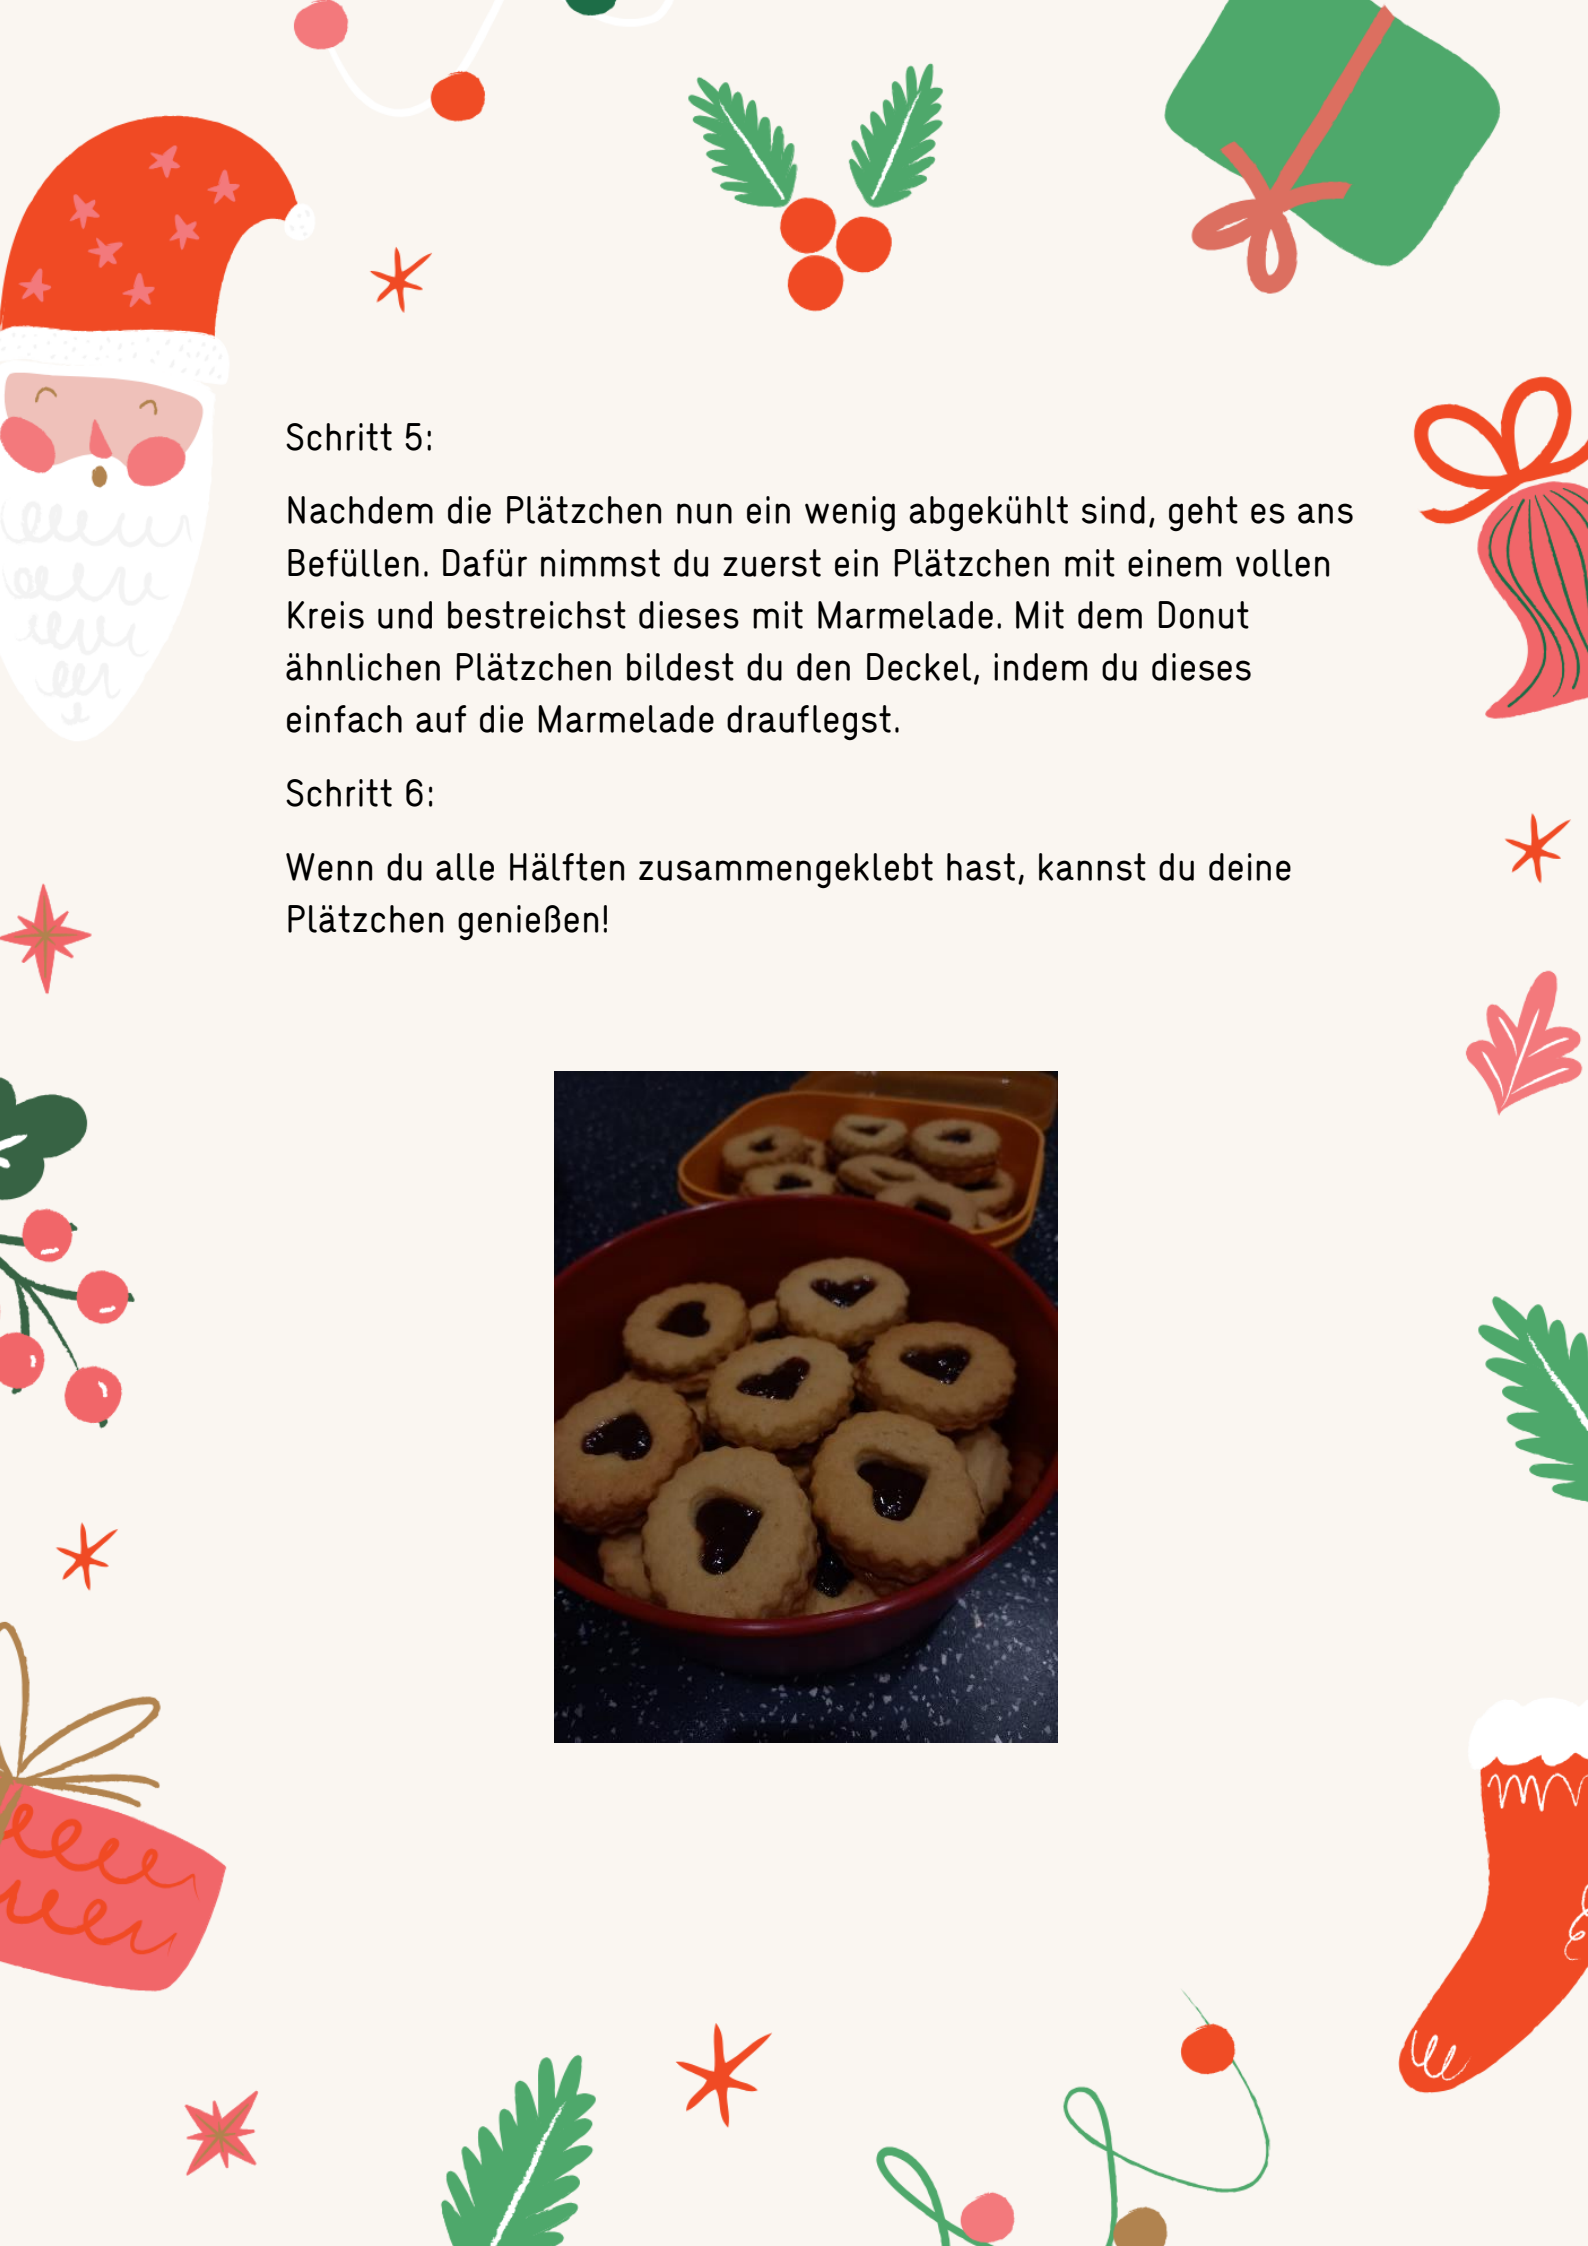 Schritt 5:
Nachdem die Plätzchen nun ein wenig abgekühlt sind, geht es ans
Befüllen. Dafür nimmst du zuerst ein Plätzchen mit einem vollen
Kreis und bestreichst dieses mit Marmelade. Mit dem Donut
ähnlichen Plätzchen bildest du den Deckel, indem du dieses
einfach auf die Marmelade drauflegst.
Schritt 6:
Wenn du alle Hälften zusammengeklebt hast, kannst du deine
Plätzchen genießen!